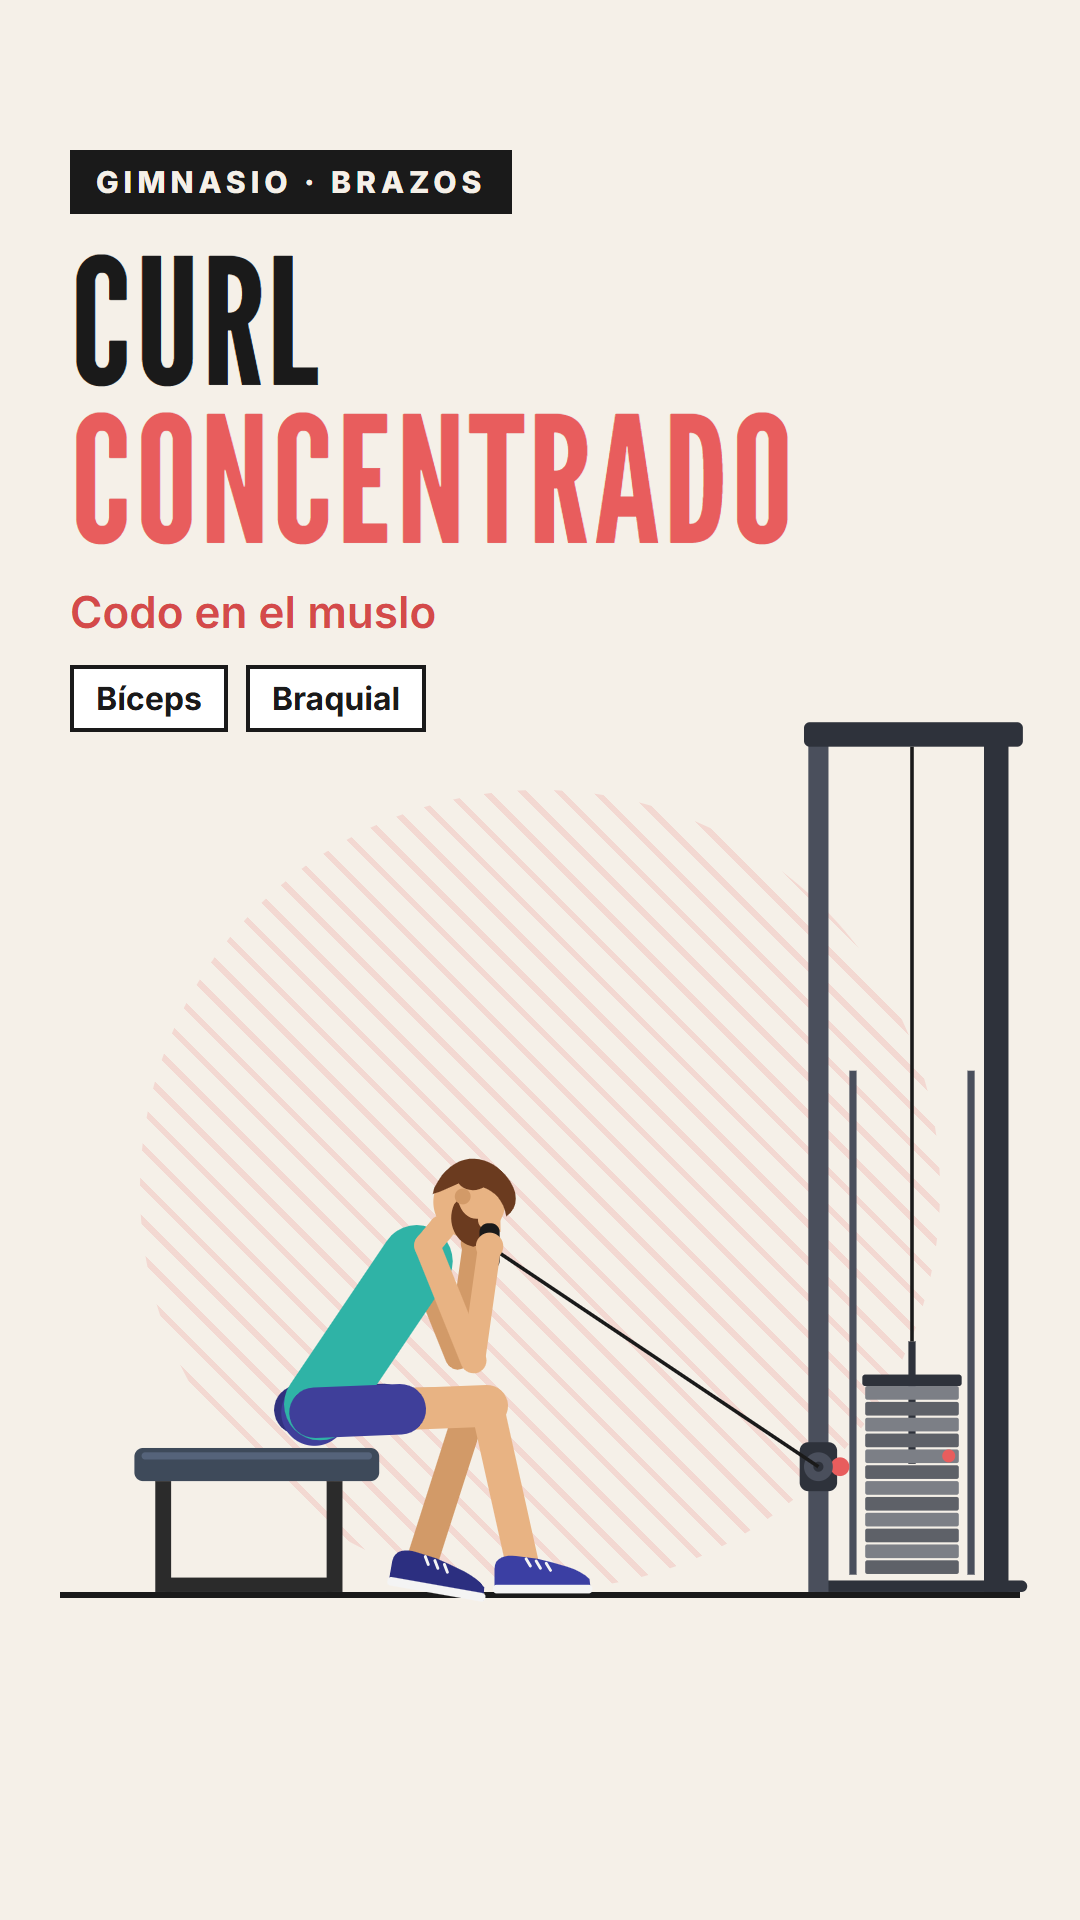 GIMNASIO · BRAZOS
CURL
CONCENTRADO
Codo en el muslo
Bíceps
Braquial